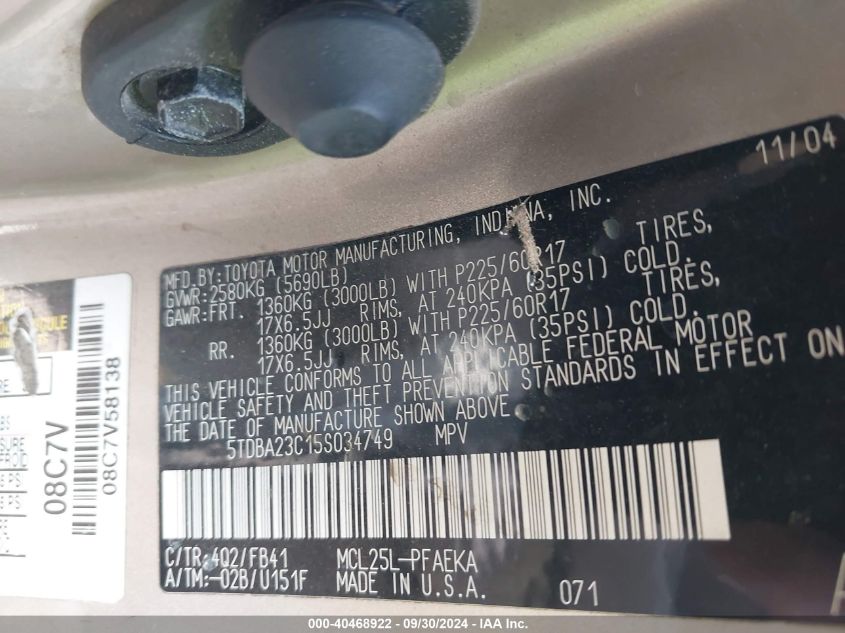 11/04
MFD.BY:TOYOTA MOTOR MANUFACTURING, INDIANA, INC.
GVWR:2580KG (5690LB)
GAWR:FRT. 1360KG (3000LB) WITH P225/60R17 TIRES,
17X6.5JJ RIMS, AT 240KPA (35PSI) COLD.
RR. 1360KG (3000LB) WITH P225/60R17 TIRES,
17X6.5JJ RIMS, AT 240KPA (35PSI) COLD.
THIS VEHICLE CONFORMS TO ALL APPLICABLE FEDERAL MOTOR
VEHICLE SAFETY AND THEFT PREVENTION STANDARDS IN EFFECT ON
THE DATE OF MANUFACTURE SHOWN ABOVE.
5TDBA23C15S034749 MPV
C/TR:4Q2/FB41 MCL25L-PFAEKA
A/TM:-02B/U151F MADE IN U.S.A. 071
08C7V
08C7V58138
000-40468922 - 09/30/2024 - IAA Inc.